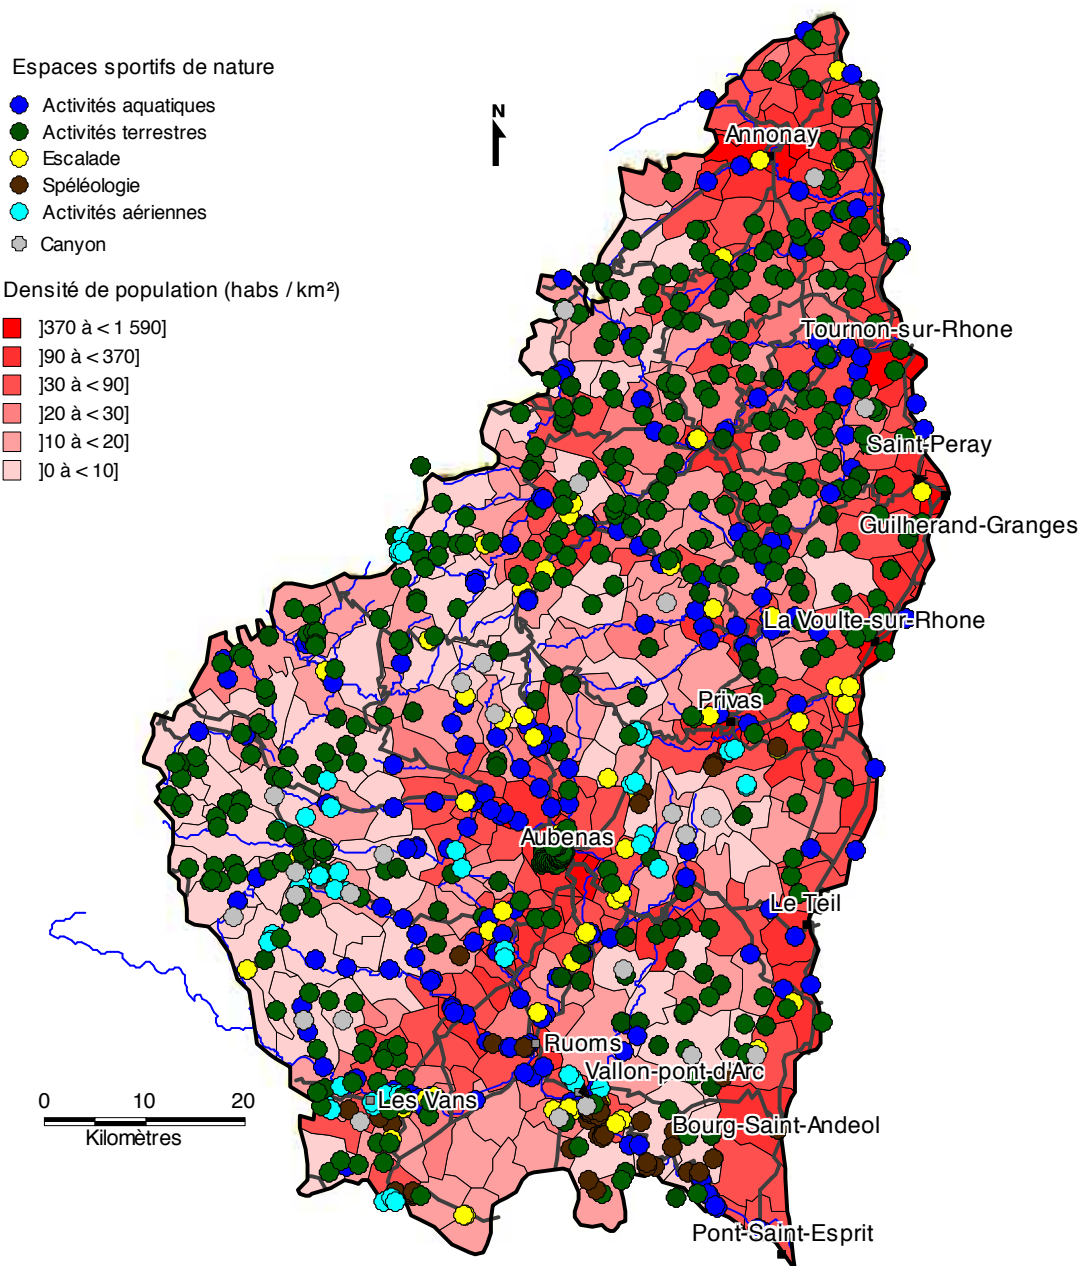 Espaces sportifs de nature
Activités aquatiques
Activités terrestres
Escalade
Spéléologie
Activités aériennes
Canyon
Densité de population (habs / km²)
]370 à < 1 590]
]90 à < 370]
]30 à < 90]
]20 à < 30]
]10 à < 20]
]0 à < 10]
N
Annonay
Tournon-sur-Rhone
Saint-Peray
Guilherand-Granges
La Voulte-sur-Rhone
Privas
Aubenas
Le Teil
Ruoms
Vallon-pont-d'Arc
Les Vans
Bourg-Saint-Andeol
Pont-Saint-Esprit
0 10 20
Kilomètres